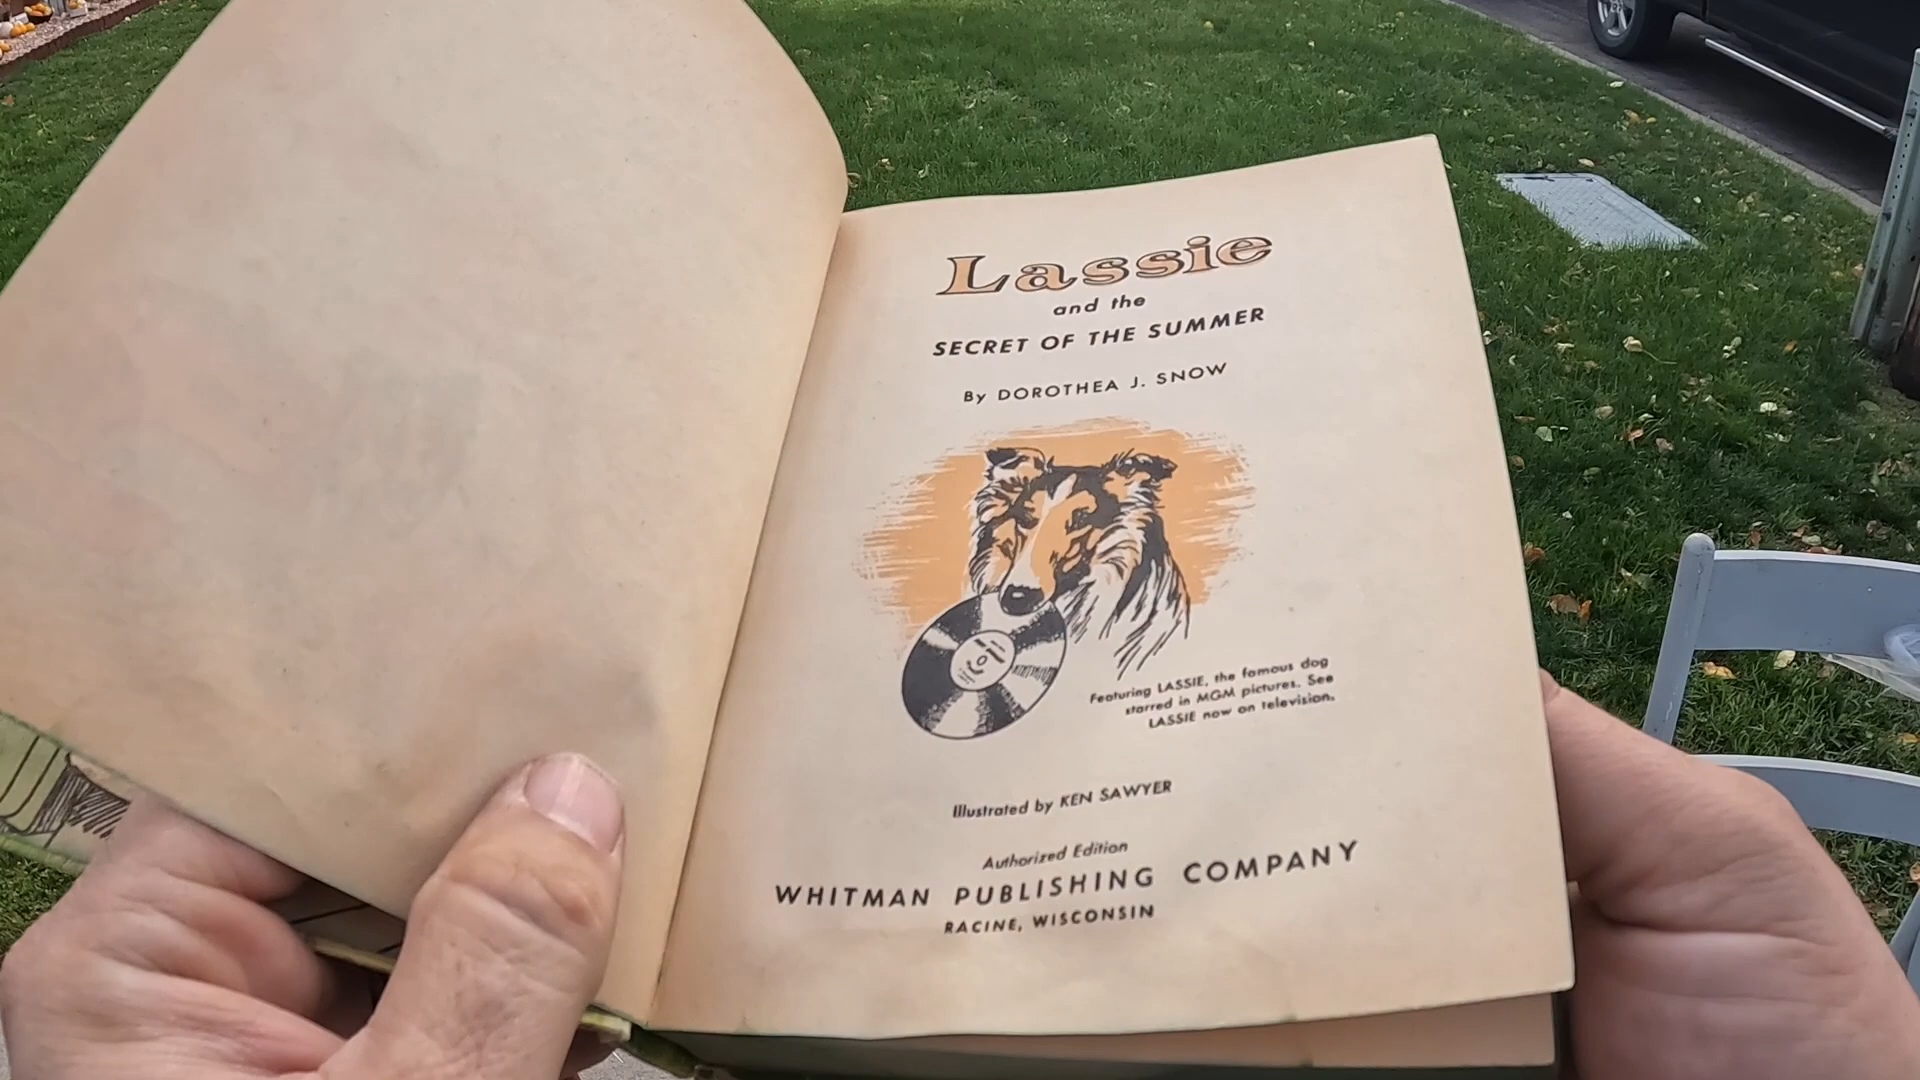 Lassie
and the
SECRET OF THE SUMMER
By DOROTHEA J. SNOW
Featuring LASSIE, the famous dog
starred in MGM pictures. See
LASSIE now on television.
Illustrated by KEN SAWYER
Authorized Edition
WHITMAN PUBLISHING COMPANY
RACINE, WISCONSIN